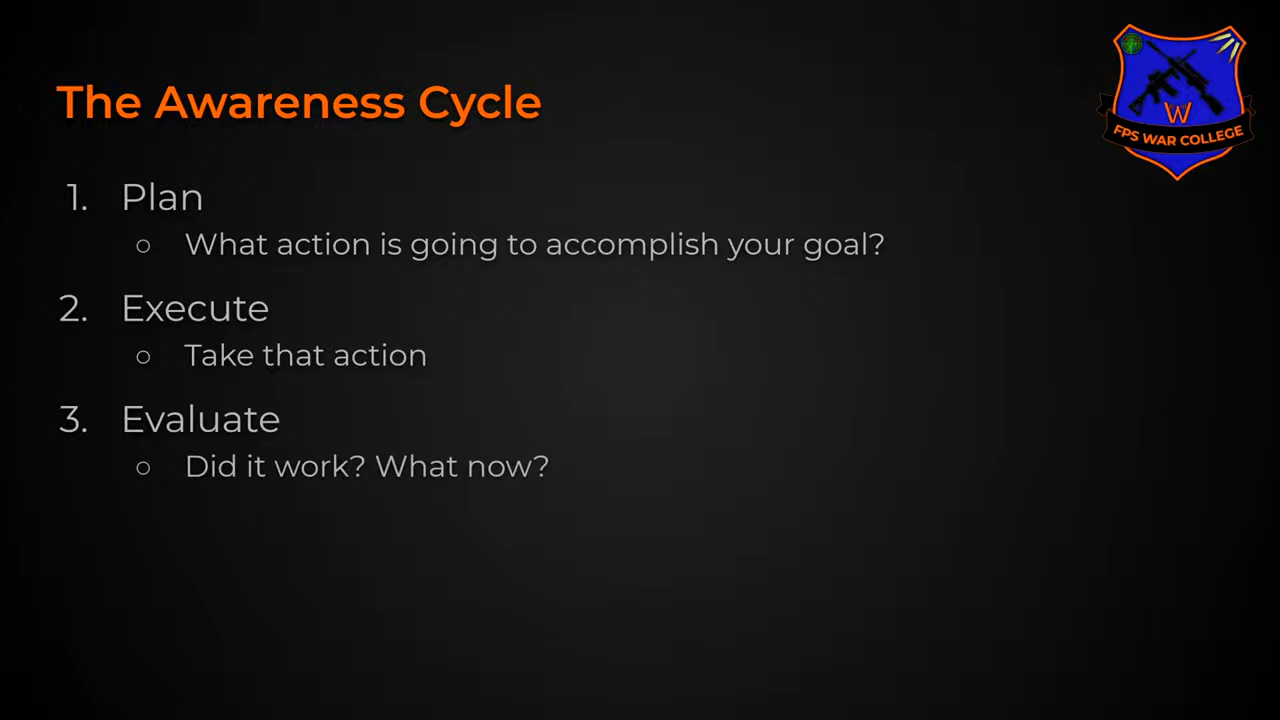 The Awareness Cycle
W
FPS WAR COLLEGE
1. Plan
○ What action is going to accomplish your goal?
2. Execute
○ Take that action
3. Evaluate
○ Did it work? What now?